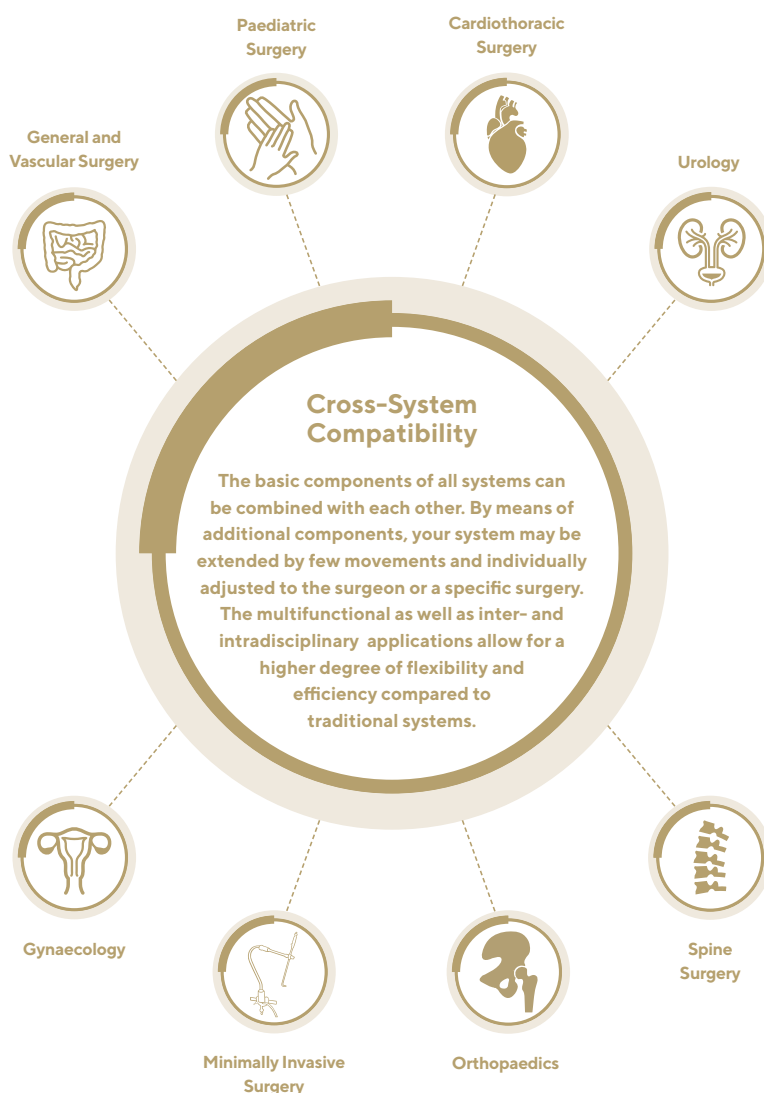 Paediatric
Surgery
Cardiothoracic
Surgery
General and
Vascular Surgery
Urology
Cross-System
Compatibility
The basic components of all systems can
be combined with each other. By means of
additional components, your system may be
extended by few movements and individually
adjusted to the surgeon or a specific surgery.
The multifunctional as well as inter- and
intradisciplinary applications allow for a
higher degree of flexibility and
efficiency compared to
traditional systems.
Gynaecology
Spine
Surgery
Minimally Invasive
Surgery
Orthopaedics